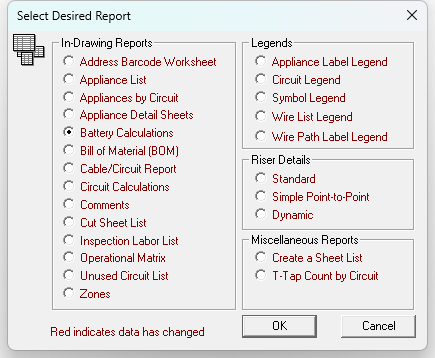 Select Desired Report
In-Drawing Reports
Address Barcode Worksheet
Appliance List
Appliances by Circuit
Appliance Detail Sheets
Battery Calculations
Bill of Material (BOM)
Cable/Circuit Report
Circuit Calculations
Comments
Cut Sheet List
Inspection Labor List
Operational Matrix
Unused Circuit List
Zones
Legends
Appliance Label Legend
Circuit Legend
Symbol Legend
Wire List Legend
Wire Path Label Legend
Riser Details
Standard
Simple Point-to-Point
Dynamic
Miscellaneous Reports
Create a Sheet List
T-Tap Count by Circuit
Red indicates data has changed
OK
Cancel